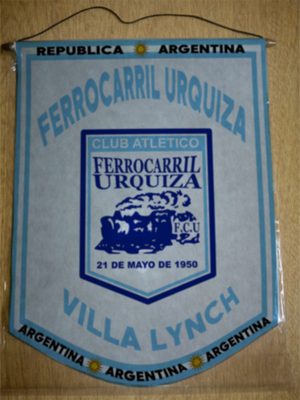 REPUBLICA ARGENTINA
FERROCARRIL URQUIZA
CLUB ATLETICO
FERROCARRIL
URQUIZA
F.C.U
21 DE MAYO DE 1950
VILLA LYNCH
ARGENTINA ARGENTINA ARGENTINA